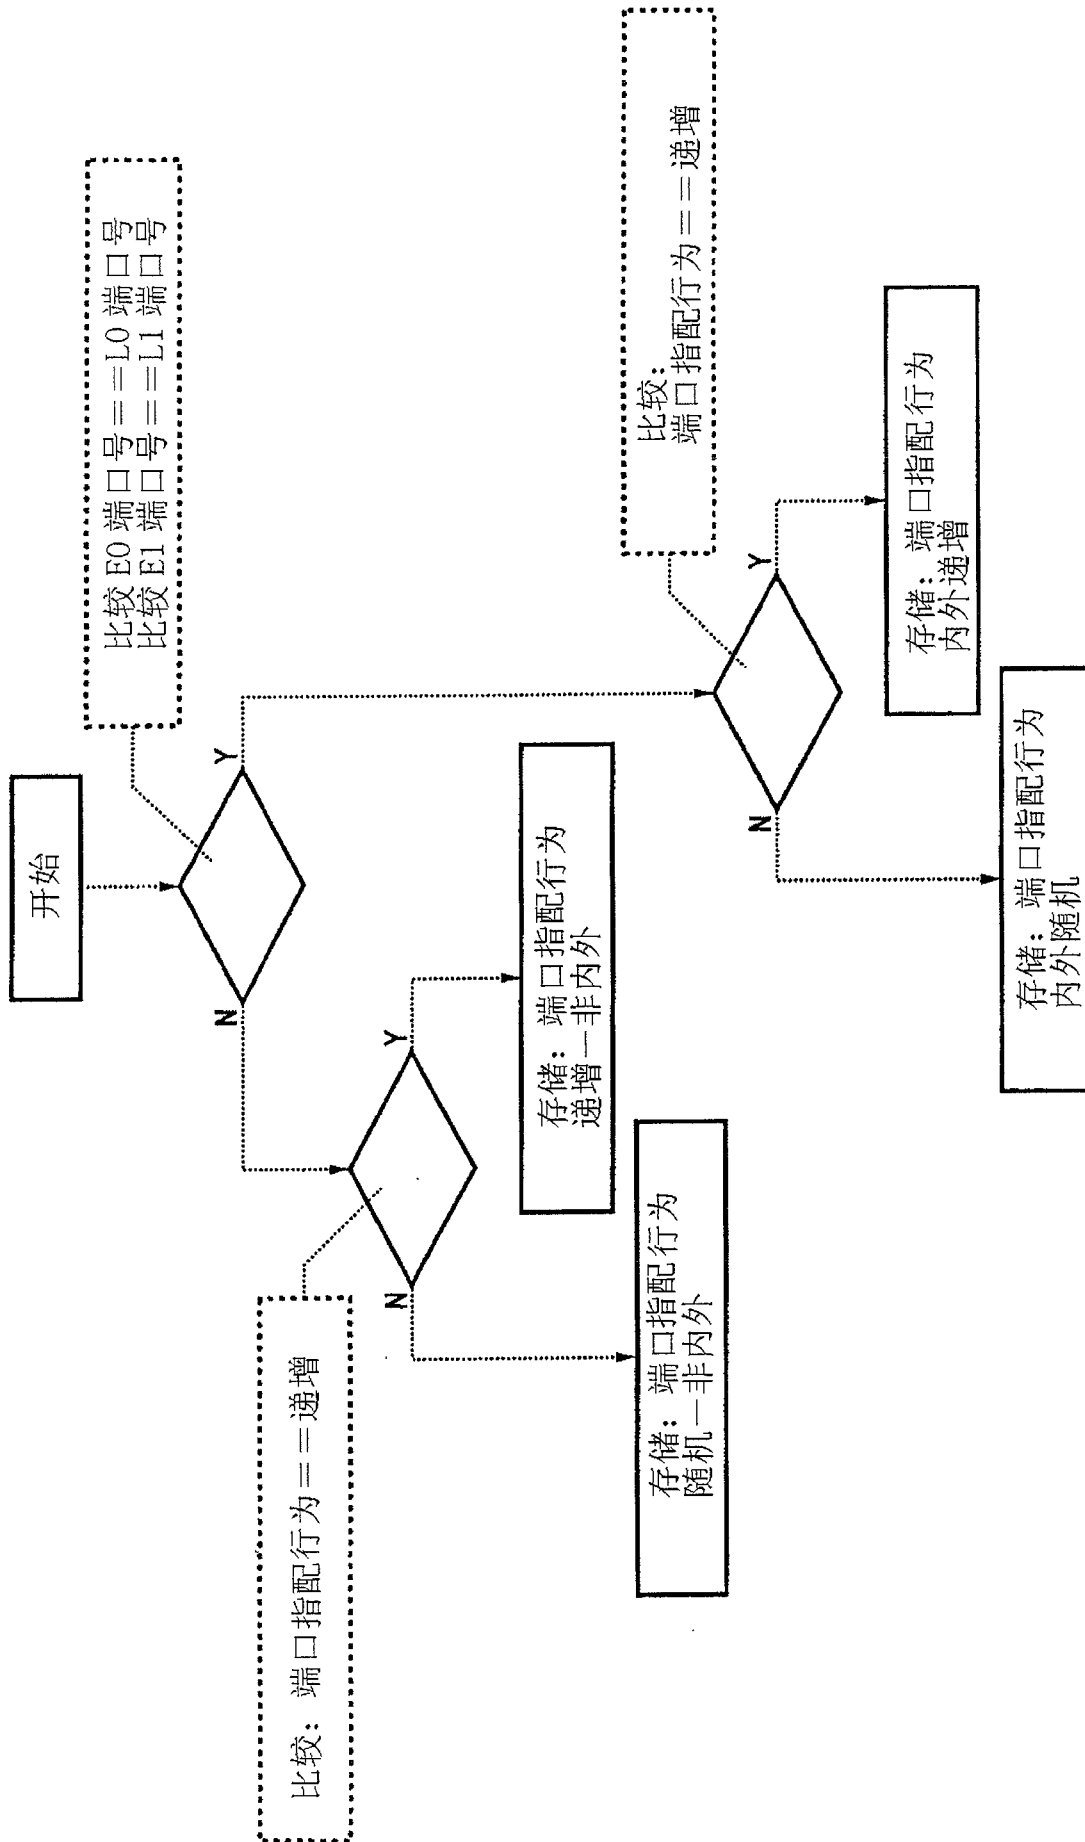 开始
比较 E0 端口号==L0 端口号
比较 E1 端口号==L1 端口号
N
Y
比较：端口指配行为==递增
N
Y
存储：端口指配行为
随机—非内外
存储：端口指配行为
递增—非内外
比较：
端口指配行为==递增
N
Y
存储：端口指配行为
内外随机
存储：端口指配行为
内外递增